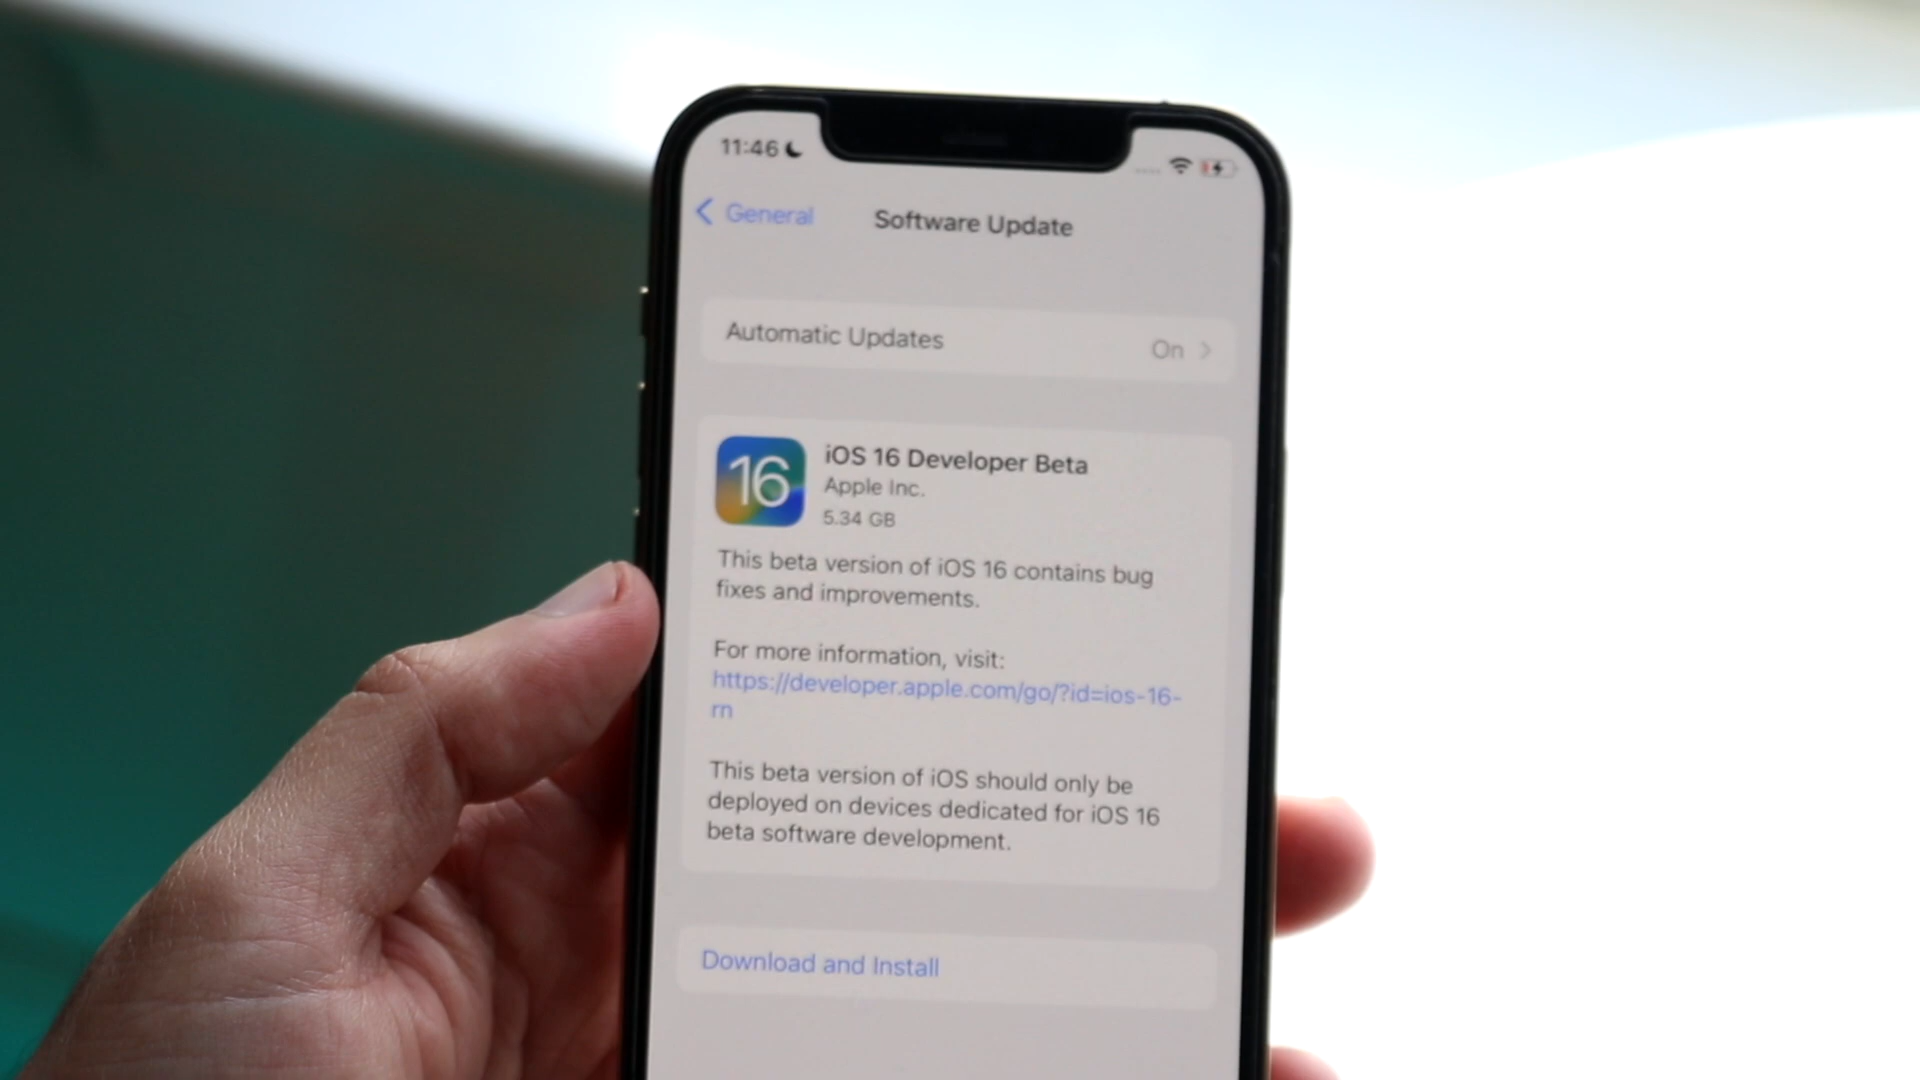 11:46
General
Software Update
Automatic Updates
On
16
iOS 16 Developer Beta
Apple Inc.
5.34 GB
This beta version of iOS 16 contains bug
fixes and improvements.
For more information, visit:
https://developer.apple.com/go/?id=ios-16-
rn
This beta version of iOS should only be
deployed on devices dedicated for iOS 16
beta software development.
Download and Install